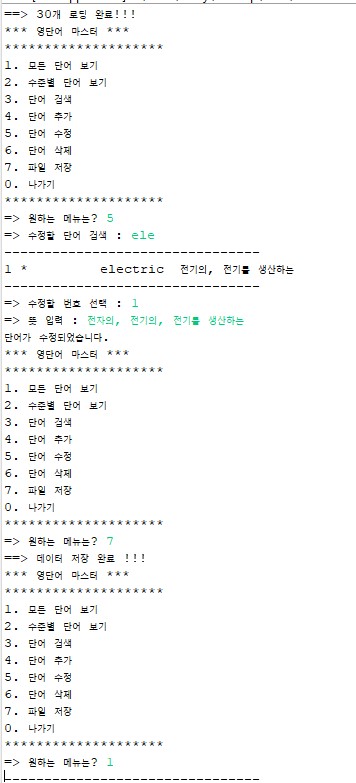 ==> 30개 로딩 완료!!!
*** 영단어 마스터 ***
********************
1. 모든 단어 보기
2. 수준별 단어 보기
3. 단어 검색
4. 단어 추가
5. 단어 수정
6. 단어 삭제
7. 파일 저장
0. 나가기
********************
=> 원하는 메뉴는? 5
=> 수정할 단어 검색 : ele
--------------------------------
1 *         electric  전기의, 전기를 생산하는
--------------------------------
=> 수정할 번호 선택 : 1
=> 뜻 입력 : 전자의, 전기의, 전기를 생산하는
단어가 수정되었습니다.
*** 영단어 마스터 ***
********************
1. 모든 단어 보기
2. 수준별 단어 보기
3. 단어 검색
4. 단어 추가
5. 단어 수정
6. 단어 삭제
7. 파일 저장
0. 나가기
********************
=> 원하는 메뉴는? 7
==> 데이터 저장 완료 !!!
*** 영단어 마스터 ***
********************
1. 모든 단어 보기
2. 수준별 단어 보기
3. 단어 검색
4. 단어 추가
5. 단어 수정
6. 단어 삭제
7. 파일 저장
0. 나가기
********************
=> 원하는 메뉴는? 1
--------------------------------